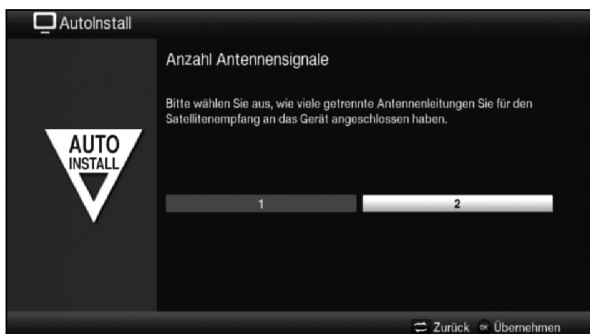 AutoInstall
Anzahl Antennensignale
Bitte wählen Sie aus, wie viele getrennte Antennenleitungen Sie für den
Satellitenempfang an das Gerät angeschlossen haben.
AUTO
INSTALL
1 2
Zurück OK Übernehmen